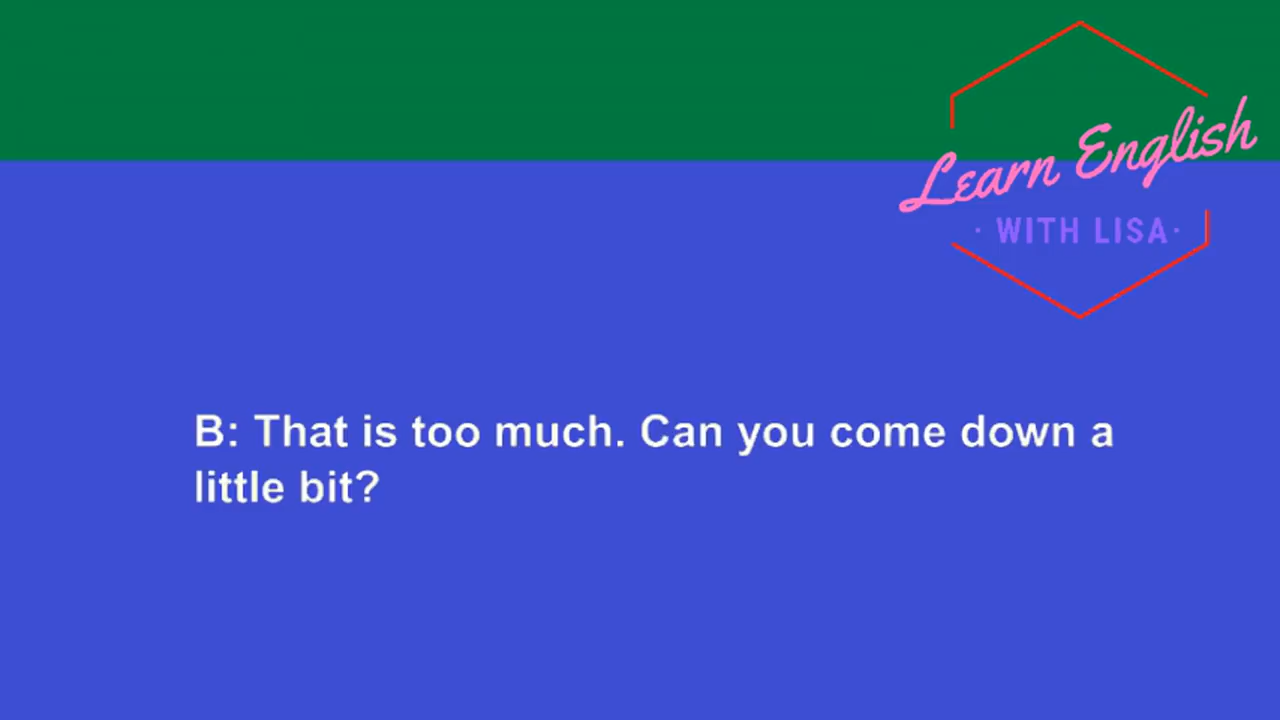 Learn English
· WITH LISA·
B: That is too much. Can you come down a
little bit?